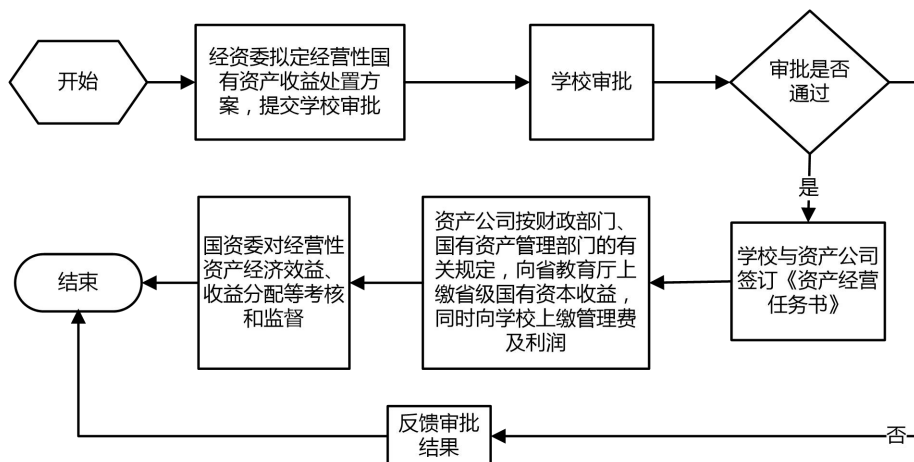 开始
经资委拟定经营性国
有资产收益处置方
案，提交学校审批
学校审批
审批是否
通过
是
学校与资产公司
签订《资产经营
任务书》
资产公司按财政部门、
国有资产管理部门的有
关规定，向省教育厅上
缴省级国有资本收益，
同时向学校上缴管理费
及利润
国资委对经营性
资产经济效益、
收益分配等考核
和监督
结束
反馈审批
结果
否